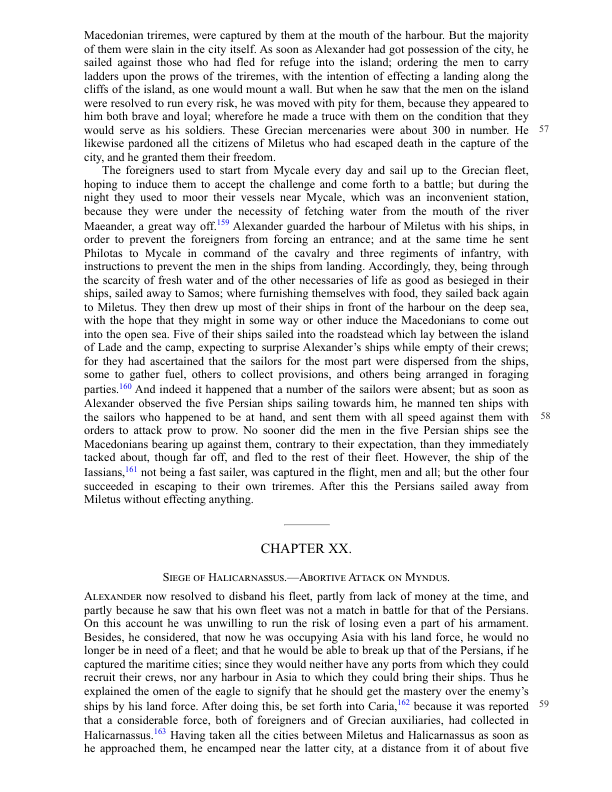 Macedonian triremes, were captured by them at the mouth of the harbour. But the majority
of them were slain in the city itself. As soon as Alexander had got possession of the city, he
sailed against those who had fled for refuge into the island; ordering the men to carry
ladders upon the prows of the triremes, with the intention of effecting a landing along the
cliffs of the island, as one would mount a wall. But when he saw that the men on the island
were resolved to run every risk, he was moved with pity for them, because they appeared to
him both brave and loyal; wherefore he made a truce with them on the condition that they
would serve as his soldiers. These Grecian mercenaries were about 300 in number. He 57
likewise pardoned all the citizens of Miletus who had escaped death in the capture of the
city, and he granted them their freedom.
The foreigners used to start from Mycale every day and sail up to the Grecian fleet,
hoping to induce them to accept the challenge and come forth to a battle; but during the
night they used to moor their vessels near Mycale, which was an inconvenient station,
because they were under the necessity of fetching water from the mouth of the river
Maeander, a great way off.159 Alexander guarded the harbour of Miletus with his ships, in
order to prevent the foreigners from forcing an entrance; and at the same time he sent
Philotas to Mycale in command of the cavalry and three regiments of infantry, with
instructions to prevent the men in the ships from landing. Accordingly, they, being through
the scarcity of fresh water and of the other necessaries of life as good as besieged in their
ships, sailed away to Samos; where furnishing themselves with food, they sailed back again
to Miletus. They then drew up most of their ships in front of the harbour on the deep sea,
with the hope that they might in some way or other induce the Macedonians to come out
into the open sea. Five of their ships sailed into the roadstead which lay between the island
of Lade and the camp, expecting to surprise Alexander’s ships while empty of their crews;
for they had ascertained that the sailors for the most part were dispersed from the ships,
some to gather fuel, others to collect provisions, and others being arranged in foraging
parties.160 And indeed it happened that a number of the sailors were absent; but as soon as
Alexander observed the five Persian ships sailing towards him, he manned ten ships with
the sailors who happened to be at hand, and sent them with all speed against them with 58
orders to attack prow to prow. No sooner did the men in the five Persian ships see the
Macedonians bearing up against them, contrary to their expectation, than they immediately
tacked about, though far off, and fled to the rest of their fleet. However, the ship of the
Iassians,161 not being a fast sailer, was captured in the flight, men and all; but the other four
succeeded in escaping to their own triremes. After this the Persians sailed away from
Miletus without effecting anything.
CHAPTER XX.
Siege of Halicarnassus.—Abortive Attack on Myndus.
Alexander now resolved to disband his fleet, partly from lack of money at the time, and
partly because he saw that his own fleet was not a match in battle for that of the Persians.
On this account he was unwilling to run the risk of losing even a part of his armament.
Besides, he considered, that now he was occupying Asia with his land force, he would no
longer be in need of a fleet; and that he would be able to break up that of the Persians, if he
captured the maritime cities; since they would neither have any ports from which they could
recruit their crews, nor any harbour in Asia to which they could bring their ships. Thus he
explained the omen of the eagle to signify that he should get the mastery over the enemy’s
ships by his land force. After doing this, be set forth into Caria,162 because it was reported 59
that a considerable force, both of foreigners and of Grecian auxiliaries, had collected in
Halicarnassus.163 Having taken all the cities between Miletus and Halicarnassus as soon as
he approached them, he encamped near the latter city, at a distance from it of about five